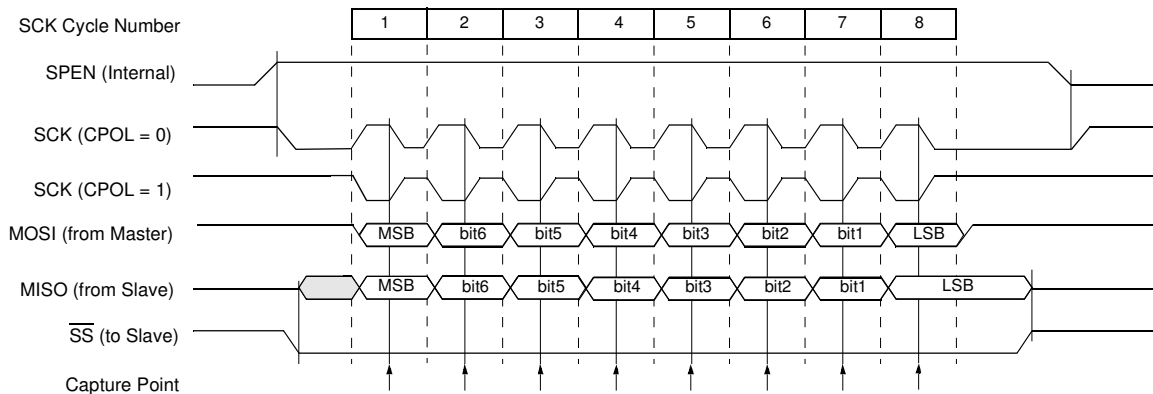 SCK Cycle Number 1 2 3 4 5 6 7 8
SPEN (Internal)
SCK (CPOL = 0)
SCK (CPOL = 1)
MOSI (from Master) MSB bit6 bit5 bit4 bit3 bit2 bit1 LSB
MISO (from Slave) MSB bit6 bit5 bit4 bit3 bit2 bit1 LSB
SS (to Slave)
Capture Point